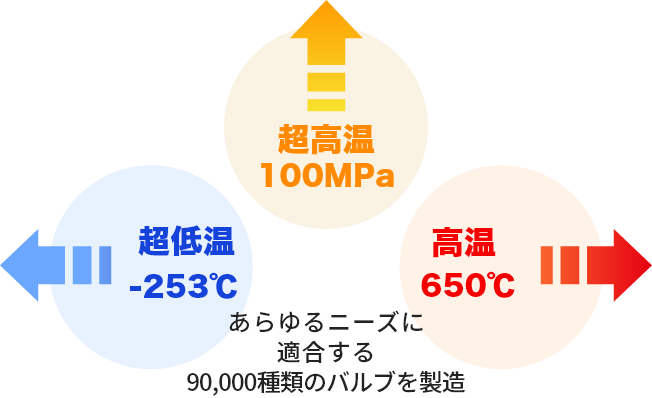 超高温
100MPa
超低温
-253℃
高温
650℃
あらゆるニーズに
適合する
90,000種類のバルブを製造